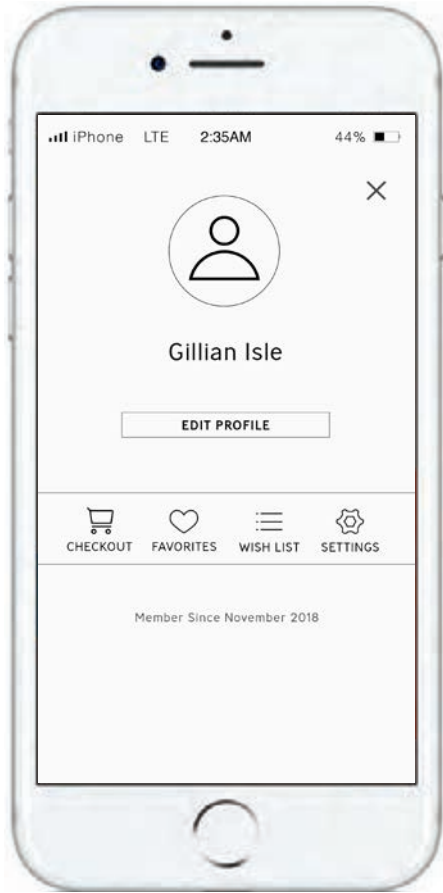 iPhone LTE 2:35AM 44%
Gillian Isle
EDIT PROFILE
CHECKOUT FAVORITES WISH LIST SETTINGS
Member Since November 2018